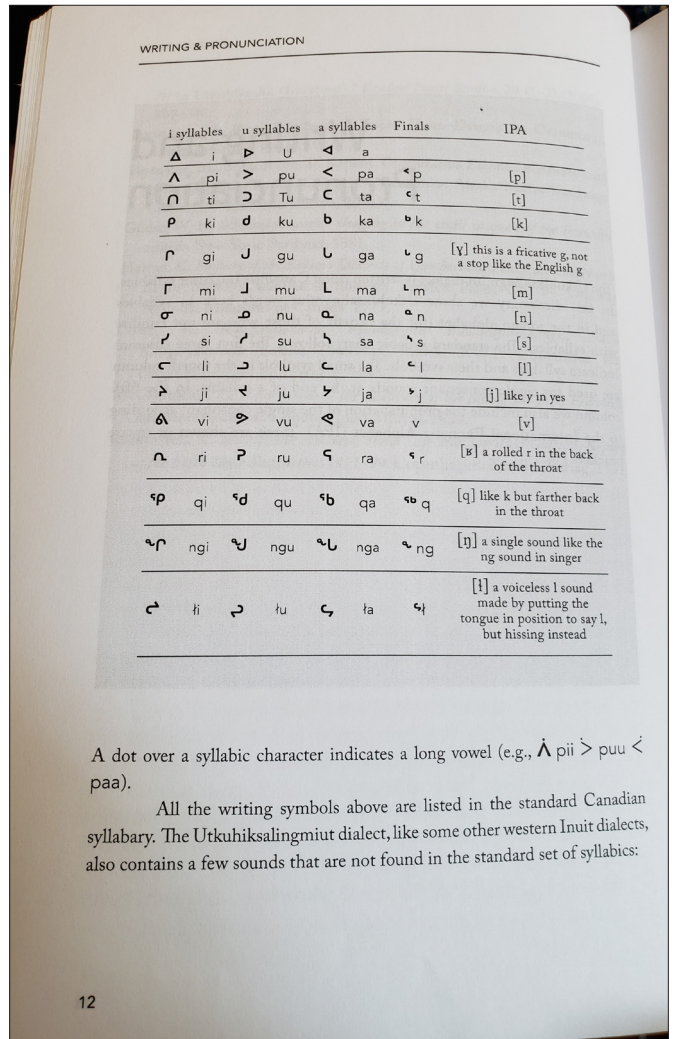 WRITING & PRONUNCIATION
i syllables u syllables a syllables Finals IPA
ᐃ i ᐅ U ᐊ a
ᐱ pi ᐳ pu ᐸ pa ᑉ p [p]
ᑎ ti ᑐ Tu ᑕ ta ᑦ t [t]
ᑭ ki ᑯ ku ᑲ ka ᒃ k [k]
ᒋ gi ᒍ gu ᒐ ga ᒡ g [ɣ] this is a fricative g, not
a stop like the English g
ᒥ mi ᒧ mu ᒪ ma ᒻ m [m]
ᓂ ni ᓄ nu ᓇ na ᓐ n [n]
ᓯ si ᓱ su ᓴ sa ᔅ s [s]
ᓕ li ᓗ lu ᓚ la ᓪ l [l]
ᔨ ji ᔪ ju ᔭ ja ᔾ j [j] like y in yes
ᕕ vi ᕗ vu ᕙ va v [v]
ᕆ ri ᕈ ru ᕋ ra ᕐ r [ʁ] a rolled r in the back
of the throat
ᕿ qi ᖁ qu ᖃ qa ᖅ q [q] like k but farther back
in the throat
ᖏ ngi ᖑ ngu ᖓ nga ᖕ ng [ŋ] a single sound like the
ng sound in singer
ᖠ ɫi ᖢ ɫu ᖤ ɫa ᖦ ɫ [ɫ] a voiceless l sound
made by putting the
tongue in position to say l,
but hissing instead
A dot over a syllabic character indicates a long vowel (e.g., ᐲ pii ᐴ puu ᐹ
paa).
All the writing symbols above are listed in the standard Canadian
syllabary. The Utkuhiksalingmiut dialect, like some other western Inuit dialects,
also contains a few sounds that are not found in the standard set of syllabics:
12